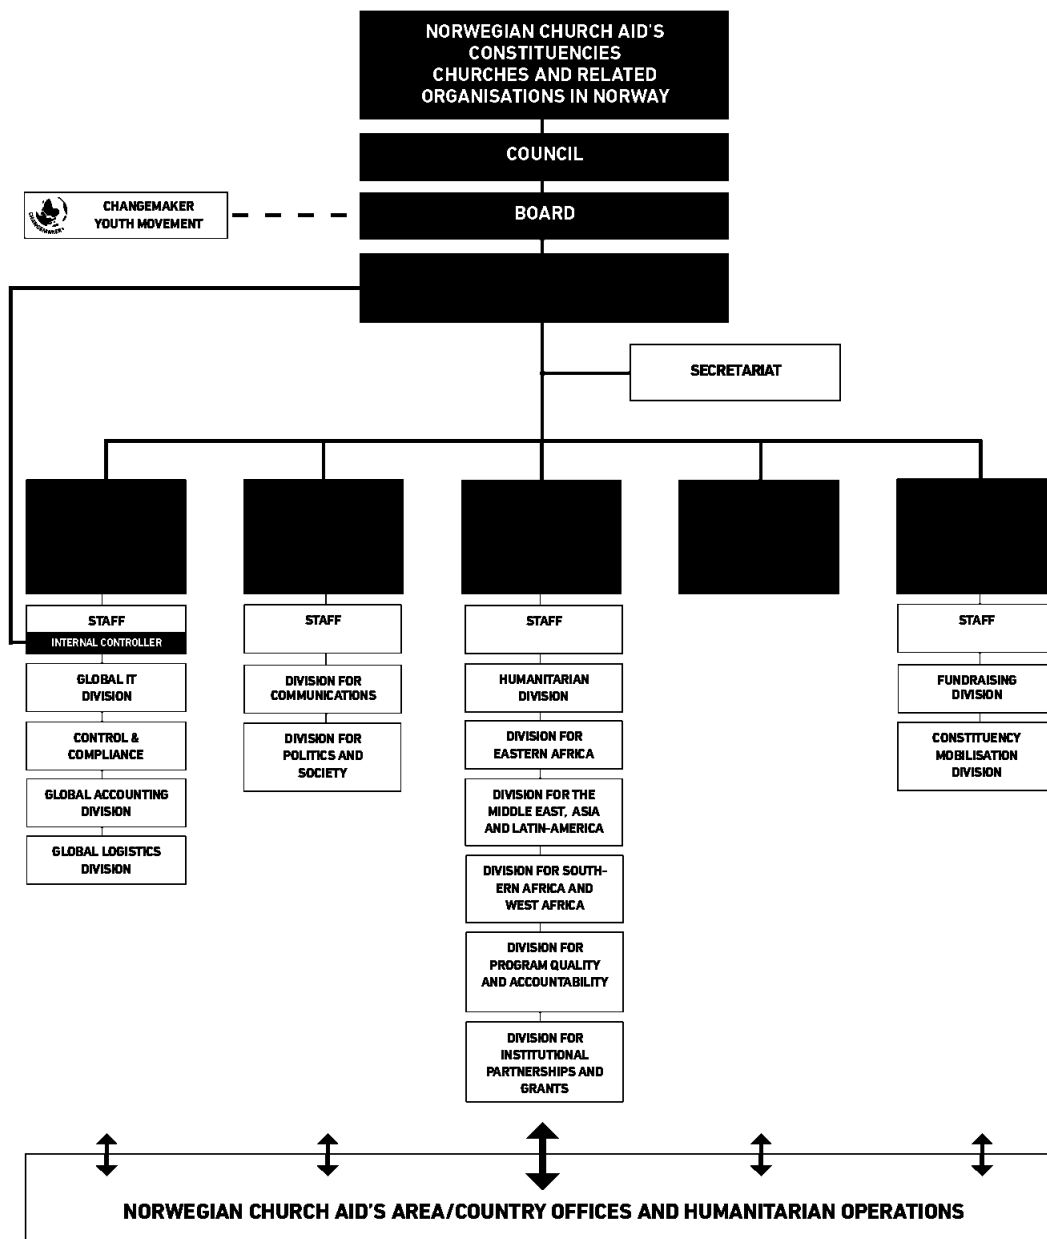 NORWEGIAN CHURCH AID'S
CONSTITUENCIES
CHURCHES AND RELATED
ORGANISATIONS IN NORWAY
COUNCIL
CHANGEMAKER
YOUTH MOVEMENT
CHANGEMAKER
BOARD
SECRETARIAT
STAFF
INTERNAL CONTROLLER
GLOBAL IT
DIVISION
CONTROL &
COMPLIANCE
GLOBAL ACCOUNTING
DIVISION
GLOBAL LOGISTICS
DIVISION
STAFF
DIVISION FOR
COMMUNICATIONS
DIVISION FOR
POLITICS AND
SOCIETY
STAFF
HUMANITARIAN
DIVISION
DIVISION FOR
EASTERN AFRICA
DIVISION FOR THE
MIDDLE EAST, ASIA
AND LATIN-AMERICA
DIVISION FOR SOUTH-
ERN AFRICA AND
WEST AFRICA
DIVISION FOR
PROGRAM QUALITY
AND ACCOUNTABILITY
DIVISION FOR
INSTITUTIONAL
PARTNERSHIPS AND
GRANTS
STAFF
FUNDRAISING
DIVISION
CONSTITUENCY
MOBILISATION
DIVISION
NORWEGIAN CHURCH AID'S AREA/COUNTRY OFFICES AND HUMANITARIAN OPERATIONS